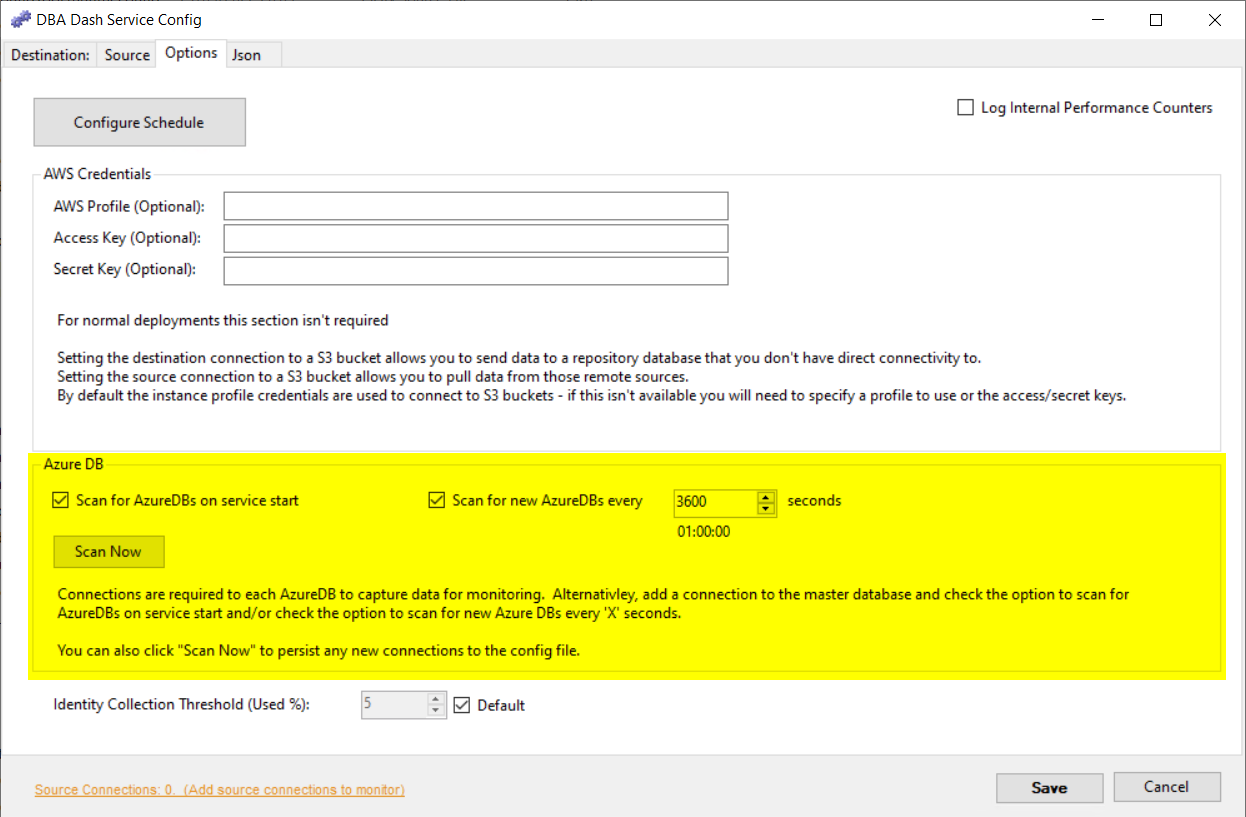 DBA Dash Service Config
Destination: Source Options Json
Configure Schedule
Log Internal Performance Counters
AWS Credentials
AWS Profile (Optional):
Access Key (Optional):
Secret Key (Optional):
For normal deployments this section isn't required
Setting the destination connection to a S3 bucket allows you to send data to a repository database that you don't have direct connectivity to.
Setting the source connection to a S3 bucket allows you to pull data from those remote sources.
By default the instance profile credentials are used to connect to S3 buckets - if this isn't available you will need to specify a profile to use or the access/secret keys.
Azure DB
Scan for AzureDBs on service start Scan for new AzureDBs every 3600 seconds
01:00:00
Scan Now
Connections are required to each AzureDB to capture data for monitoring.  Alternativley, add a connection to the master database and check the option to scan for
AzureDBs on service start and/or check the option to scan for new Azure DBs every 'X' seconds.
You can also click "Scan Now" to persist any new connections to the config file.
Identity Collection Threshold (Used %): 5 Default
Source Connections: 0.  (Add source connections to monitor)
Save Cancel